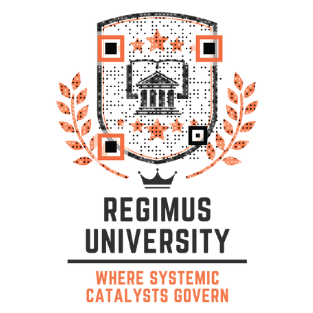 REGIMUS
UNIVERSITY
WHERE SYSTEMIC
CATALYSTS GOVERN